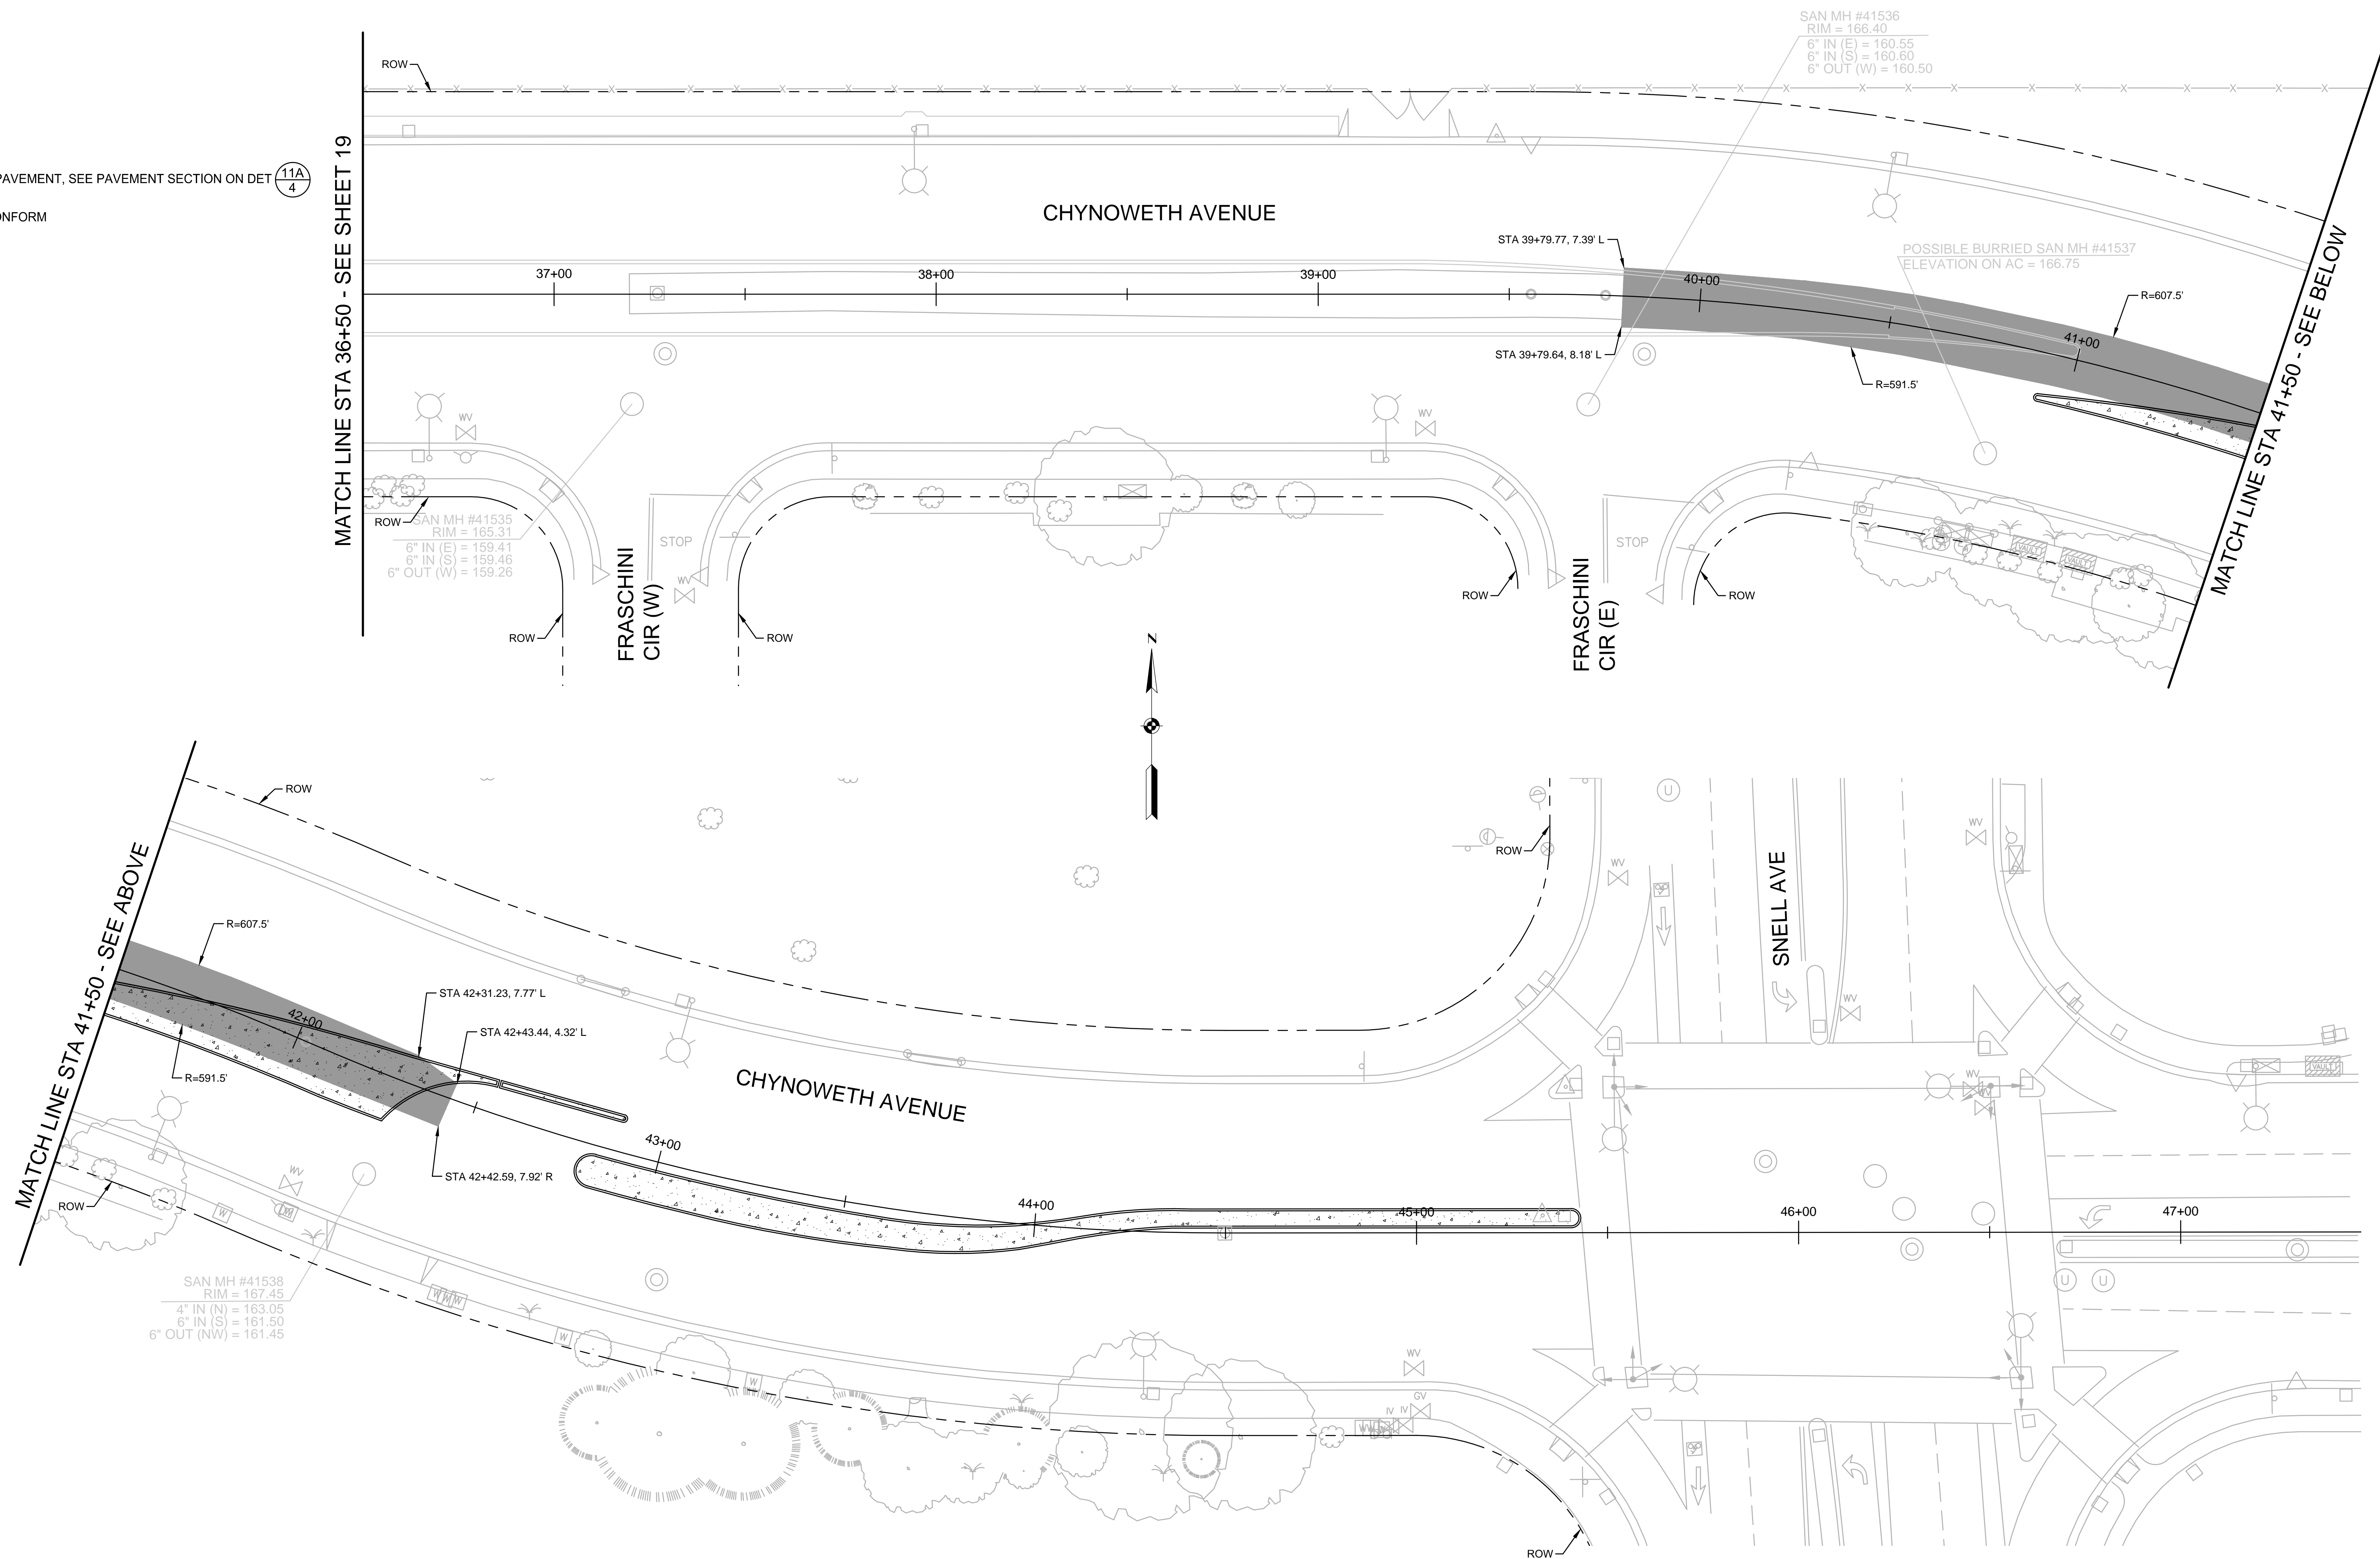 SAN MH #41536
RIM = 166.40
6" IN (E) = 160.55
6" IN (S) = 160.60
6" OUT (W) = 160.50
ROW
PAVEMENT, SEE PAVEMENT SECTION ON DET 11A
4
ONFORM
MATCH LINE STA 36+50 - SEE SHEET 19
CHYNOWETH AVENUE
STA 39+79.77, 7.39' L
POSSIBLE BURRIED SAN MH #41537
ELEVATION ON AC = 166.75
37+00
38+00
39+00
40+00
41+00
R=607.5'
STA 39+79.64, 8.18' L
R=591.5'
MATCH LINE STA 41+50 - SEE BELOW
WV
WV
ROW
SAN MH #41535
RIM = 165.31
6" IN (E) = 159.41
6" IN (S) = 159.46
6" OUT (W) = 159.26
STOP
STOP
VAULT
VAULT
WV
FRASCHINI
CIR (W)
FRASCHINI
CIR (E)
ROW
ROW
ROW
ROW
N
ROW
U
WV
WV
ROW
WV
SNELL AVE
MATCH LINE STA 41+50 - SEE ABOVE
R=607.5'
STA 42+31.23, 7.77' L
WV
42+00
STA 42+43.44, 4.32' L
R=591.5'
CHYNOWETH AVENUE
VAULT
WV
WV
43+00
STA 42+42.59, 7.92' R
WV
ROW
W
W
44+00
45+00
46+00
47+00
SAN MH #41538
RIM = 167.45
4" IN (N) = 163.05
6" IN (S) = 161.50
6" OUT (NW) = 161.45
U
U
W
W
W
W
W
WV
GV
IV
IV
ROW